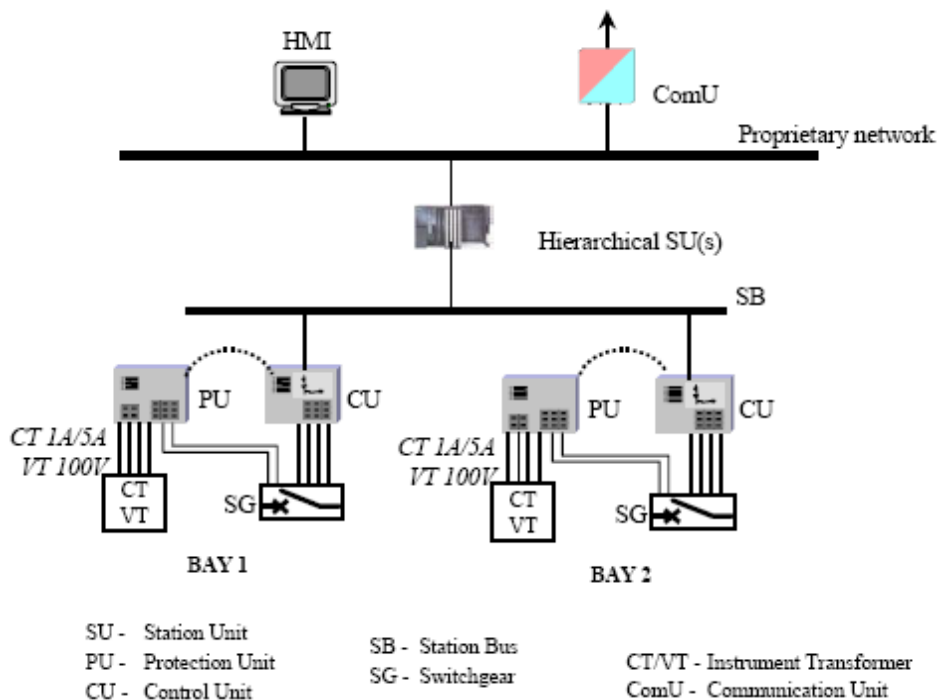 HMI
ComU
Proprietary network
Hierarchical SU(s)
SB
PU
CU
PU
CU
CT 1A/5A
VT 100V
CT 1A/5A
VT 100V
CT
VT
SG
CT
VT
SG
BAY 1
BAY 2
SU - Station Unit
PU - Protection Unit
CU - Control Unit
SB - Station Bus
SG - Switchgear
CT/VT - Instrument Transformer
ComU - Communication Unit